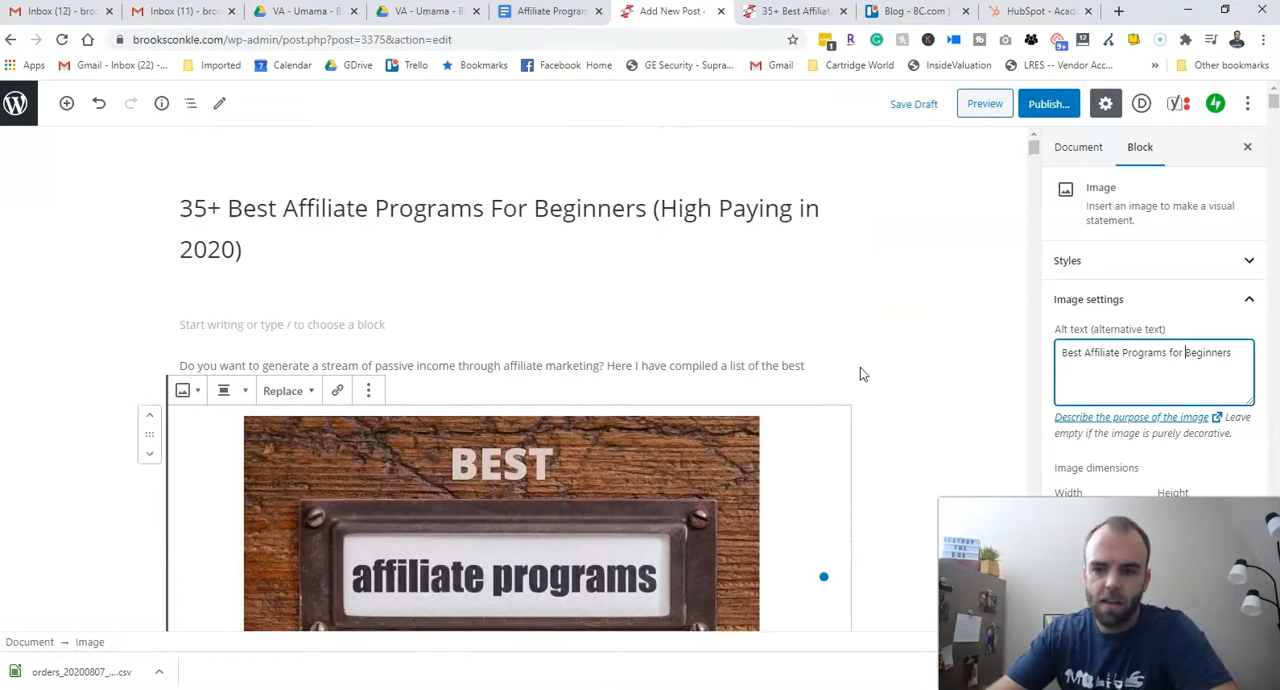 Inbox (12) - broo
Inbox (11) - broo
VA - Umama - B
VA - Umama - B
Affiliate Program
Add New Post
35+ Best Affiliate
Blog - BC.com |
HubSpot - Acad
brooksconkle.com/wp-admin/post.php?post=3375&action=edit
Apps
Gmail - Inbox (22) -...
Imported
Calendar
GDrive
Trello
Bookmarks
Facebook Home
GE Security - Supra...
Gmail
Cartridge World
InsideValuation
LRES -- Vendor Acc...
Other bookmarks
Save Draft
Preview
Publish...
Document
Block
Image
Insert an image to make a visual
statement.
35+ Best Affiliate Programs For Beginners (High Paying in
2020)
Styles
Image settings
Start writing or type / to choose a block
Alt text (alternative text)
Best Affiliate Programs for Beginners
Do you want to generate a stream of passive income through affiliate marketing? Here I have compiled a list of the best
Replace
Describe the purpose of the image Leave
empty if the image is purely decorative.
BEST
affiliate programs
Image dimensions
Width
Height
Document → Image
orders_20200807_....csv